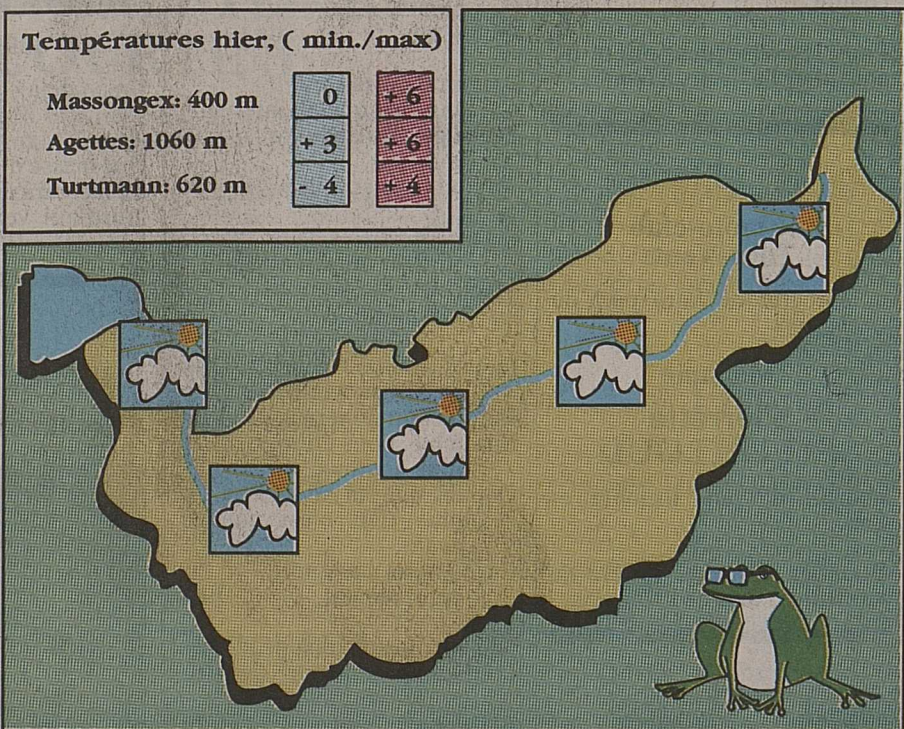 Températures hier, ( min./max)
Massongex: 400 m 0 + 6
Agettes: 1060 m + 3 + 6
Turtmann: 620 m - 4 + 4